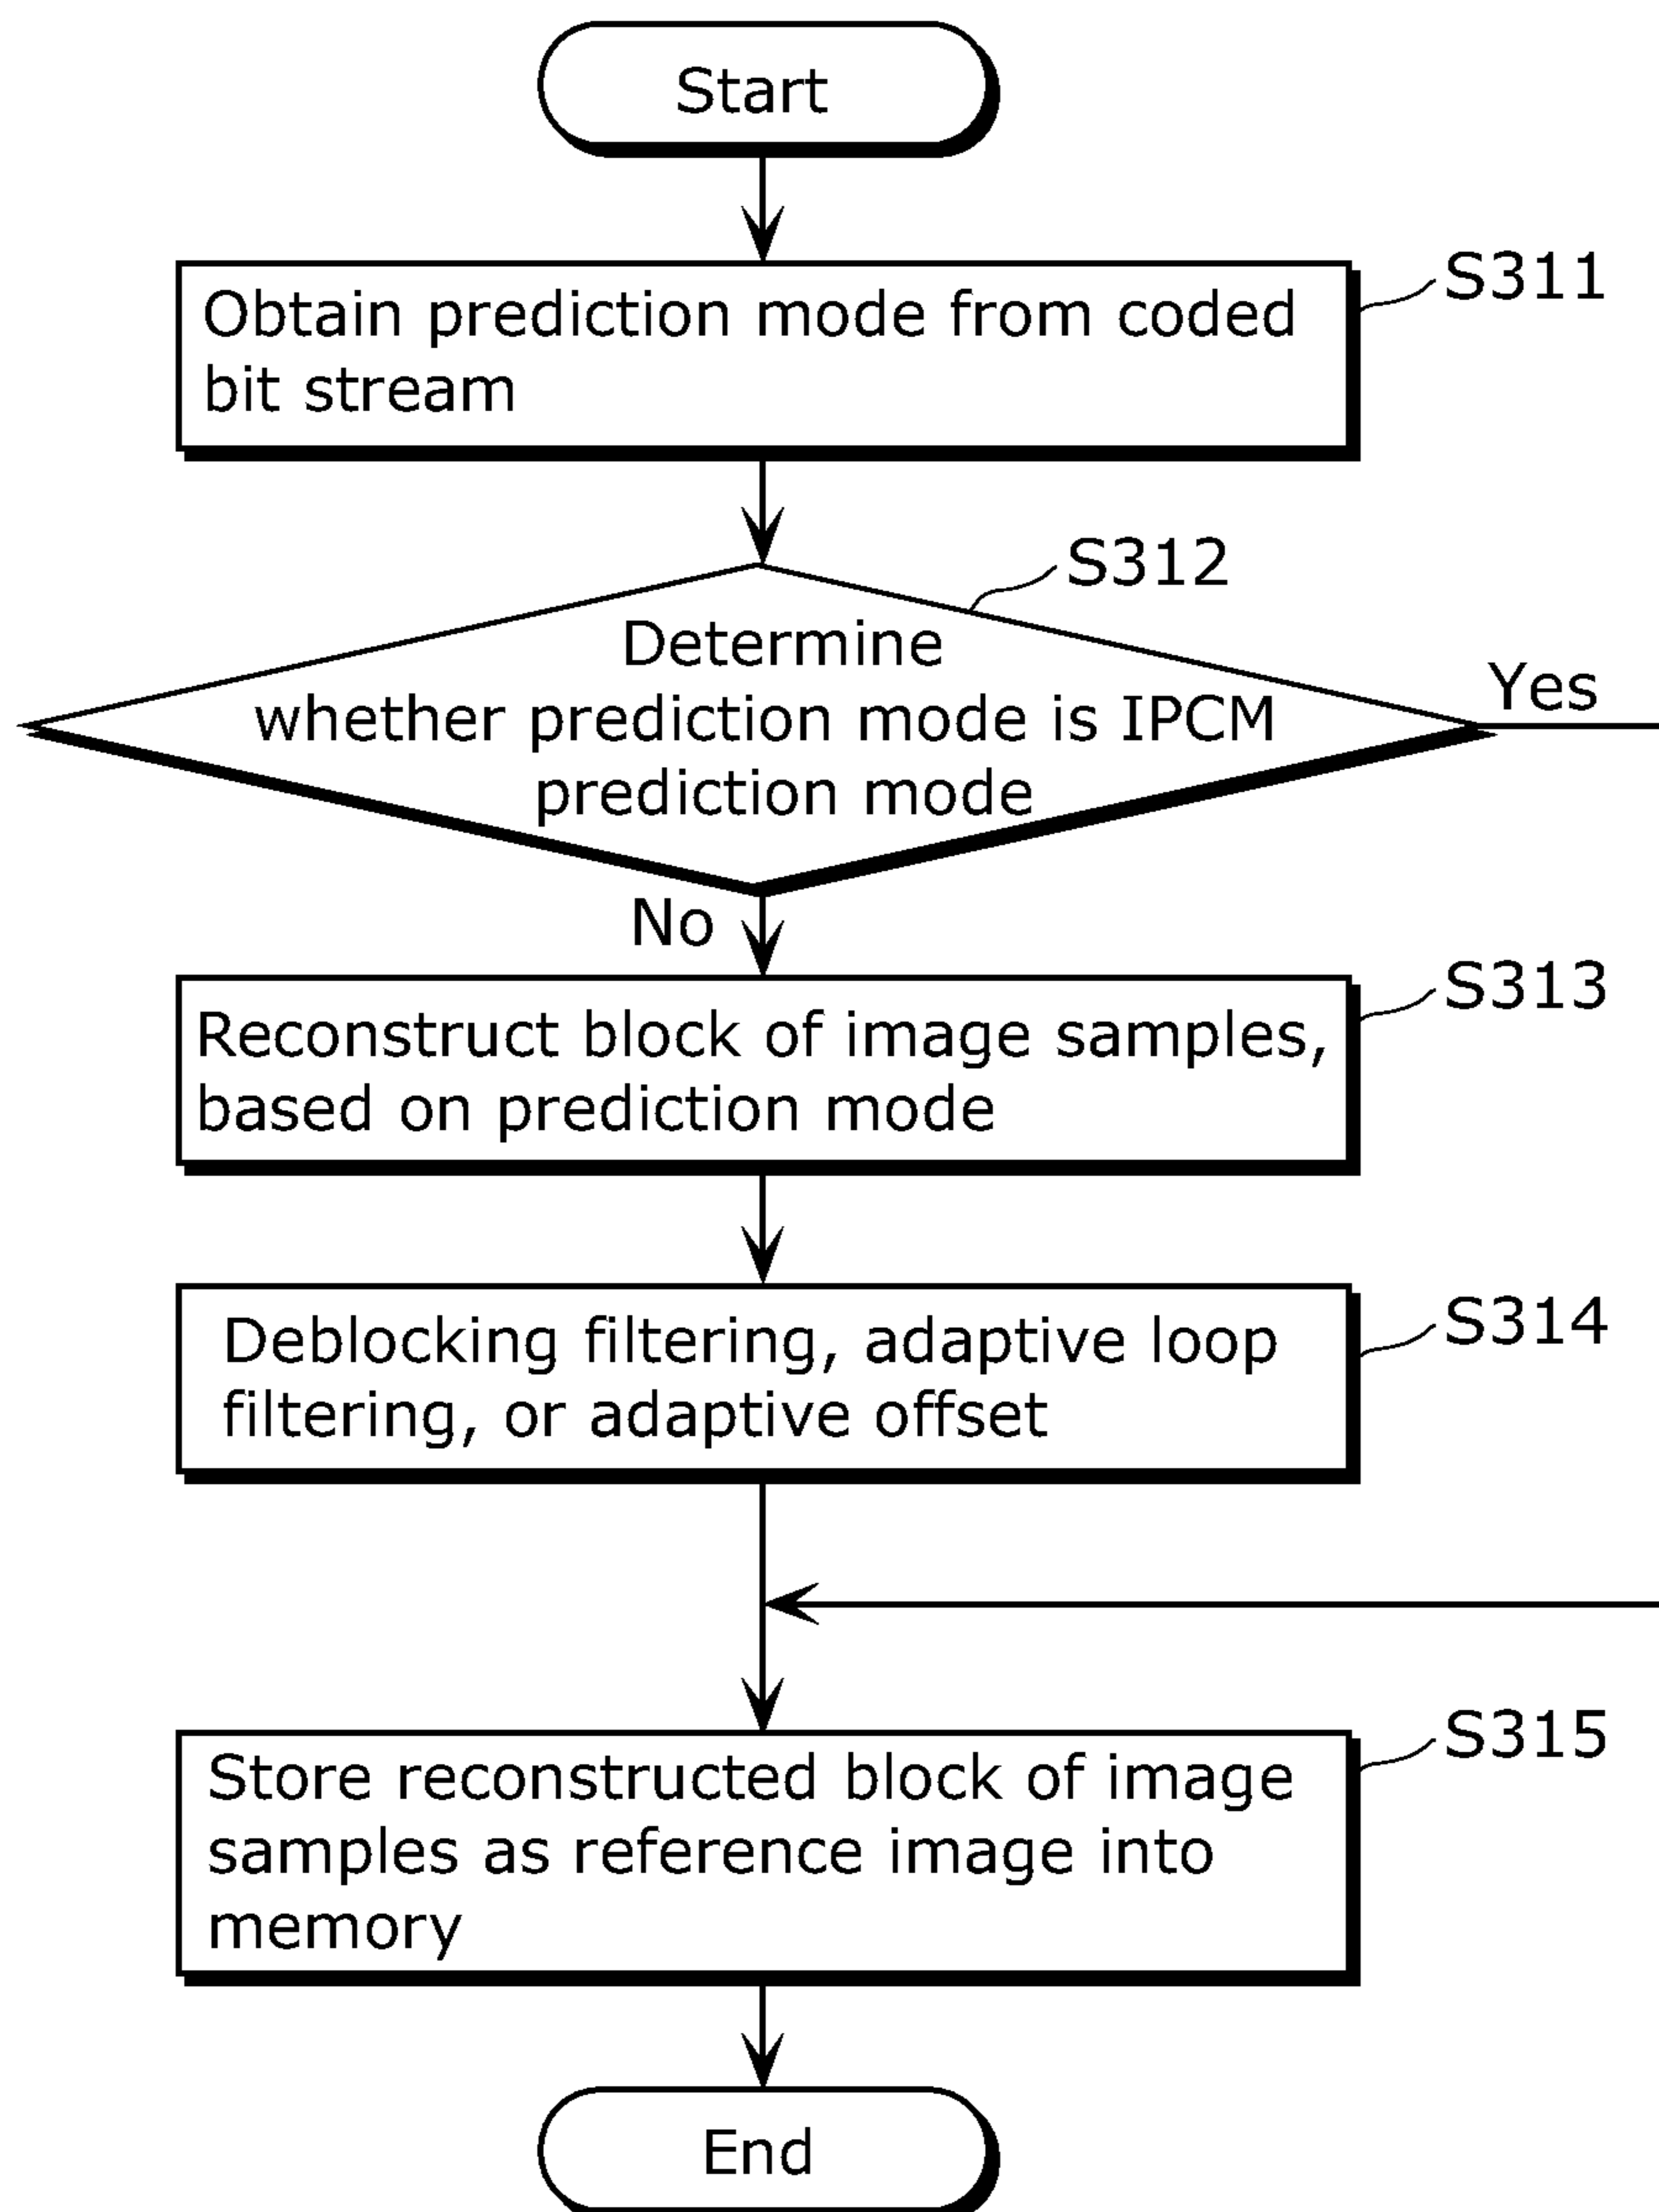 Start
Obtain prediction mode from coded
bit stream
S311
S312
Determine
whether prediction mode is IPCM
prediction mode
Yes
No
S313
Reconstruct block of image samples,
based on prediction mode
S314
Deblocking filtering, adaptive loop
filtering, or adaptive offset
S315
Store reconstructed block of image
samples as reference image into
memory
End